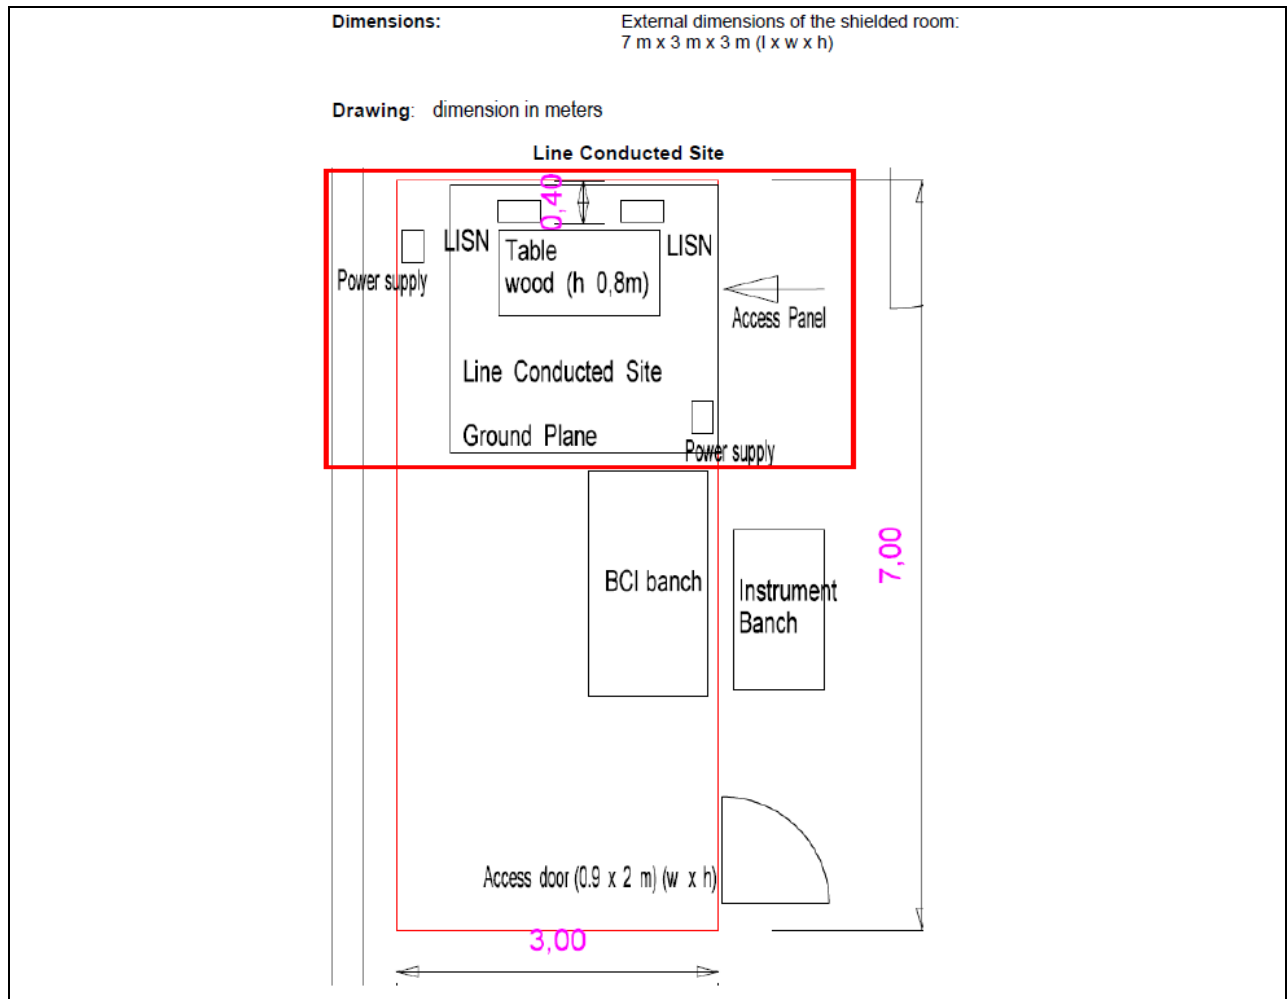 Dimensions: External dimensions of the shielded room:
7 m x 3 m x 3 m (l x w x h)
Drawing: dimension in meters
Line Conducted Site
0,40
LISN
LISN
Table
wood (h 0,8m)
Power supply
Access Panel
Line Conducted Site
Ground Plane
Power supply
7,00
BCI banch
Instrument
Banch
Access door (0.9 x 2 m) (w x h)
3,00